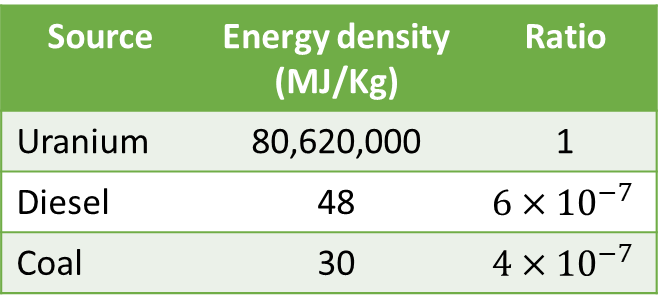 Source Energy density (MJ/Kg) Ratio
Uranium 80,620,000 1
Diesel 48 6 × 10⁻⁷
Coal 30 4 × 10⁻⁷